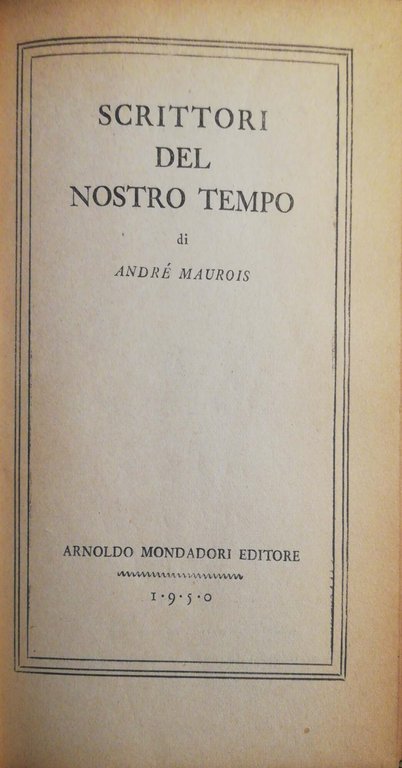 SCRITTORI
DEL
NOSTRO TEMPO
di
ANDRÉ MAUROIS
ARNOLDO MONDADORI EDITORE
1·9·5·0